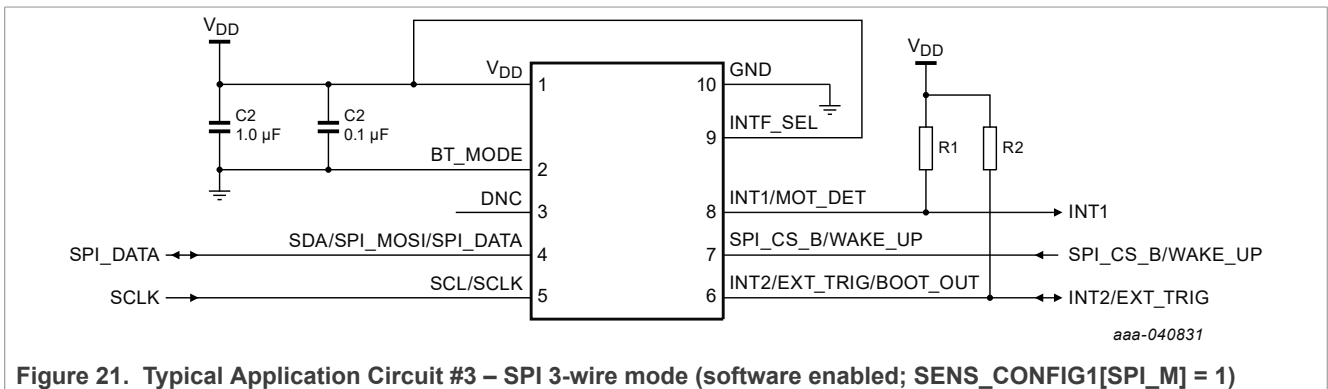 VDD
VDD
VDD
1
10
GND
C2
1.0 μF
C2
0.1 μF
9
INTF_SEL
R1
R2
BT_MODE
2
DNC
3
8
INT1/MOT_DET
INT1
SPI_DATA
SDA/SPI_MOSI/SPI_DATA
4
7
SPI_CS_B/WAKE_UP
SPI_CS_B/WAKE_UP
SCLK
SCL/SCLK
5
6
INT2/EXT_TRIG/BOOT_OUT
INT2/EXT_TRIG
aaa-040831
Figure 21. Typical Application Circuit #3 – SPI 3-wire mode (software enabled; SENS_CONFIG1[SPI_M] = 1)